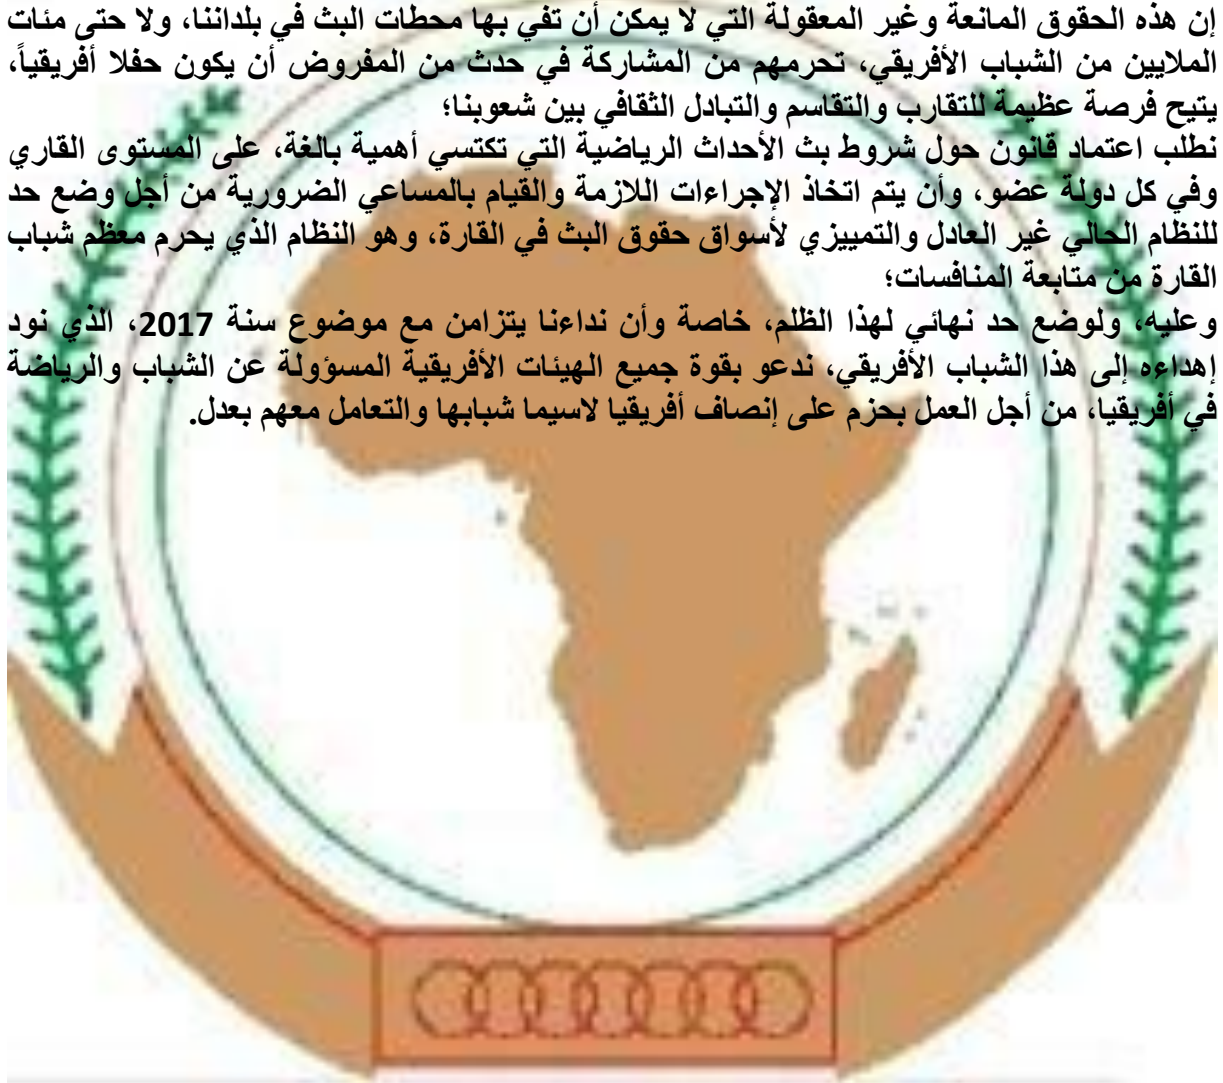 إن هذه الحقوق المانعة وغير المعقولة التي لا يمكن أن تفي بها محطات البث في بلداننا، ولا حتى مئات
الملايين من الشباب الأفريقي، تحرمهم من المشاركة في حدث من المفروض أن يكون حفلا أفريقياً،
يتيح فرصة عظيمة للتقارب والتقاسم والتبادل الثقافي بين شعوبنا؛
نطلب اعتماد قانون حول شروط بث الأحداث الرياضية التي تكتسي أهمية بالغة، على المستوى القاري
وفي كل دولة عضو، وأن يتم اتخاذ الإجراءات اللازمة والقيام بالمساعي الضرورية من أجل وضع حد
للنظام الحالي غير العادل والتمييزي لأسواق حقوق البث في القارة، وهو النظام الذي يحرم معظم شباب
القارة من متابعة المنافسات؛
وعليه، ولوضع حد نهائي لهذا الظلم، خاصة وأن نداءنا يتزامن مع موضوع سنة 2017، الذي نود
إهداءه إلى هذا الشباب الأفريقي، ندعو بقوة جميع الهيئات الأفريقية المسؤولة عن الشباب والرياضة
في أفريقيا، من أجل العمل بحزم على إنصاف أفريقيا لاسيما شبابها والتعامل معهم بعدل.